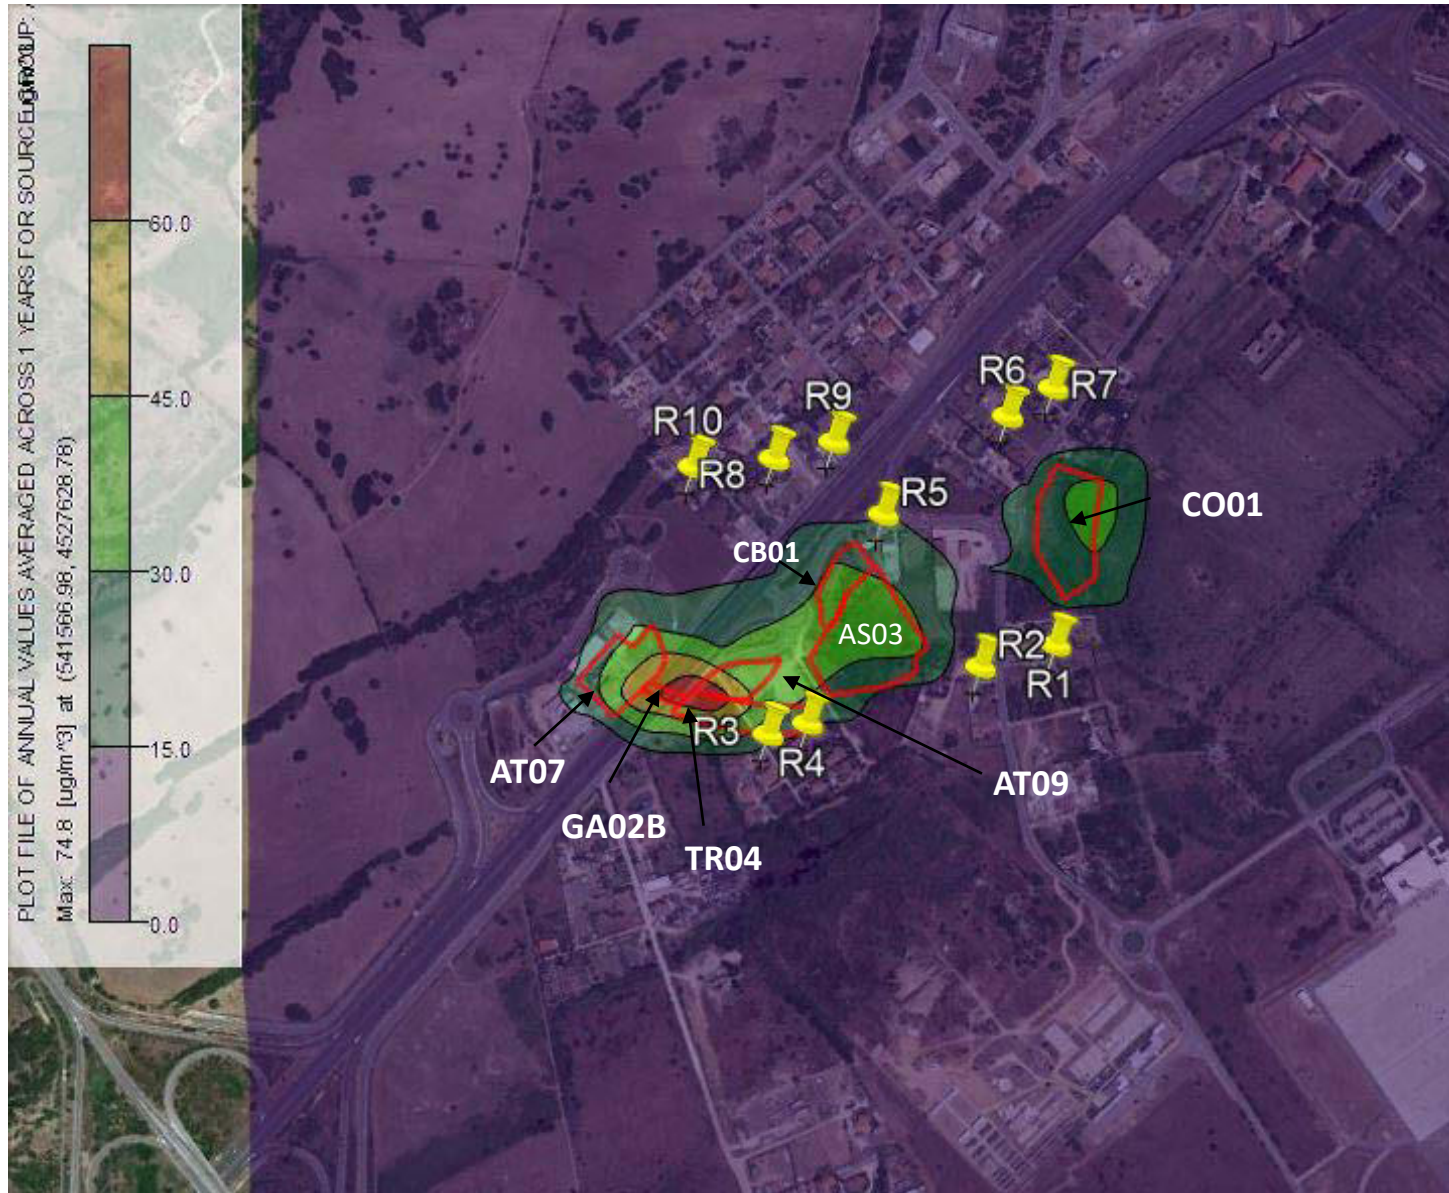 PLOT FILE OF ANNUAL VALUES AVERAGED ACROSS 1 YEARS FOR SOURCE
Max: 74.8 [ug/m^3] at (541566.98, 4527628.78)
60.0
45.0
30.0
15.0
0.0
R6
R7
R9
R10
R8
R5
CO01
CB01
AS03
R2
R1
R3
R4
AT07
AT09
GA02B
TR04